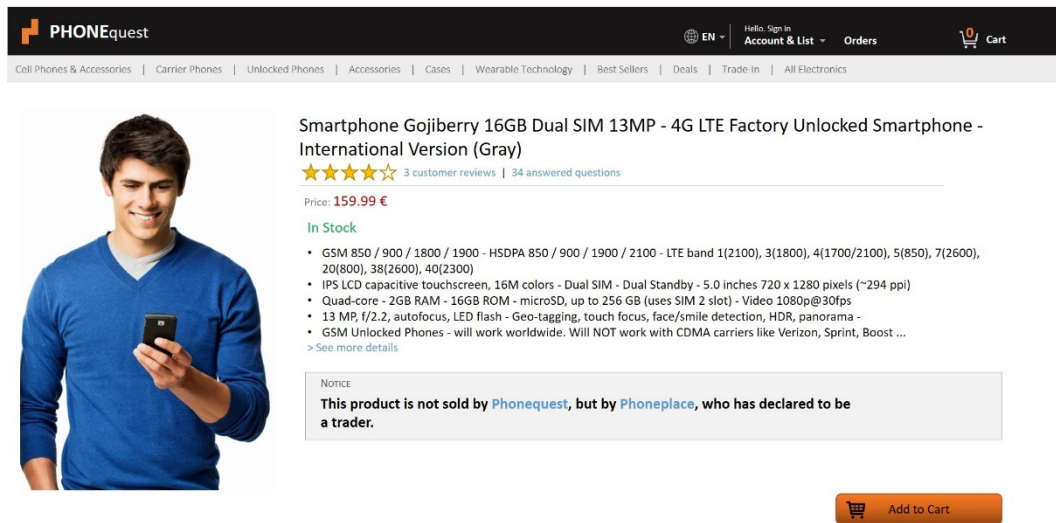 PHONEquest
EN
Hello. Sign in
Account & List
Orders
0
Cart
Cell Phones & Accessories | Carrier Phones | Unlocked Phones | Accessories | Cases | Wearable Technology | Best Sellers | Deals | Trade-In | All Electronics
Smartphone Gojiberry 16GB Dual SIM 13MP - 4G LTE Factory Unlocked Smartphone -
International Version (Gray)
3 customer reviews | 34 answered questions
Price: 159.99 €
In Stock
• GSM 850 / 900 / 1800 / 1900 - HSDPA 850 / 900 / 1900 / 2100 - LTE band 1(2100), 3(1800), 4(1700/2100), 5(850), 7(2600),
20(800), 38(2600), 40(2300)
• IPS LCD capacitive touchscreen, 16M colors - Dual SIM - Dual Standby - 5.0 inches 720 x 1280 pixels (~294 ppi)
• Quad-core - 2GB RAM - 16GB ROM - microSD, up to 256 GB (uses SIM 2 slot) - Video 1080p@30fps
• 13 MP, f/2.2, autofocus, LED flash - Geo-tagging, touch focus, face/smile detection, HDR, panorama -
• GSM Unlocked Phones - will work worldwide. Will NOT work with CDMA carriers like Verizon, Sprint, Boost ...
> See more details
NOTICE
This product is not sold by Phonequest, but by Phoneplace, who has declared to be
a trader.
Add to Cart